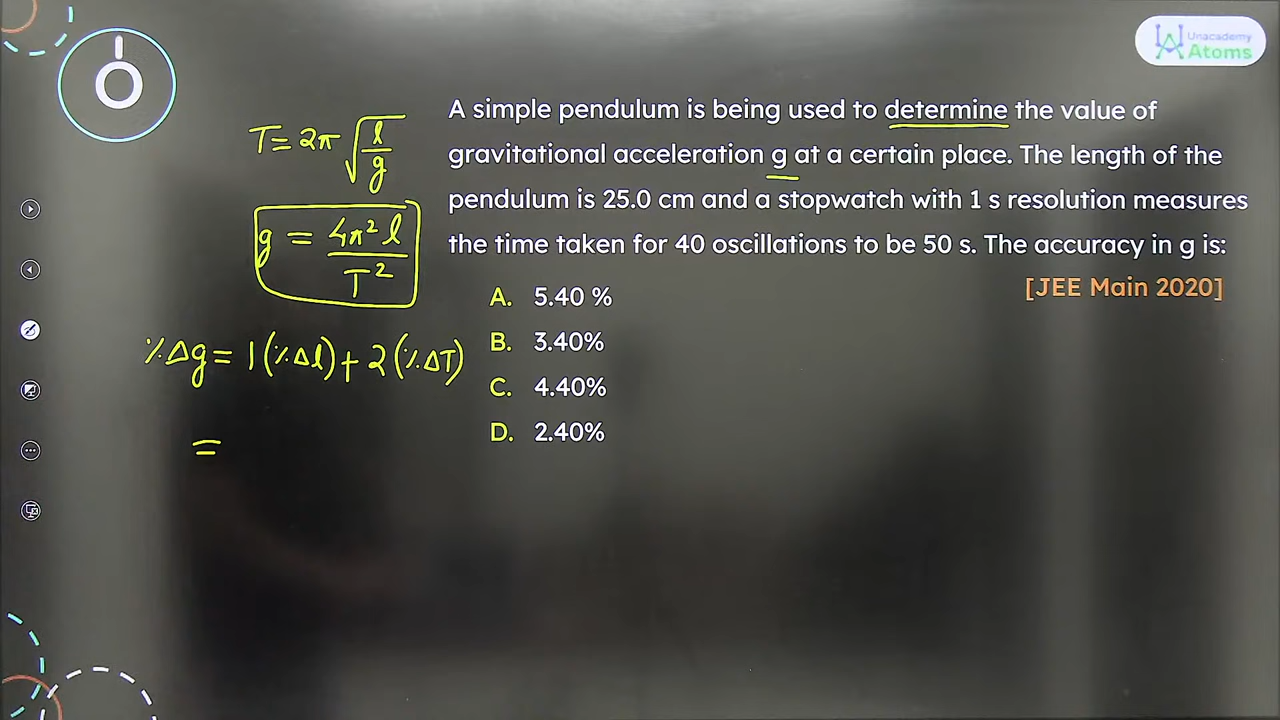 Unacademy
Atoms
A simple pendulum is being used to determine the value of
gravitational acceleration g at a certain place. The length of the
pendulum is 25.0 cm and a stopwatch with 1 s resolution measures
the time taken for 40 oscillations to be 50 s. The accuracy in g is:
[JEE Main 2020]
A. 5.40 %
B. 3.40%
C. 4.40%
D. 2.40%
T = 2π √(l/g)
g = 4π² l / T²
% Δg = 1 (% Δl) + 2 (% ΔT)
=